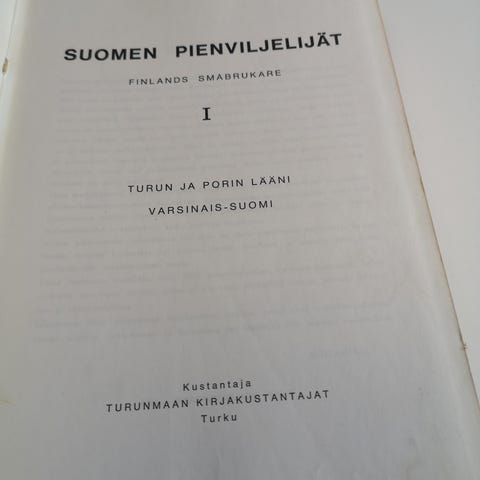 SUOMEN PIENVILJELIJÄT
FINLANDS SMÅBRUKARE
I
TURUN JA PORIN LÄÄNI
VARSINAIS-SUOMI
Kustantaja
TURUNMAAN KIRJAKUSTANTAJAT
Turku